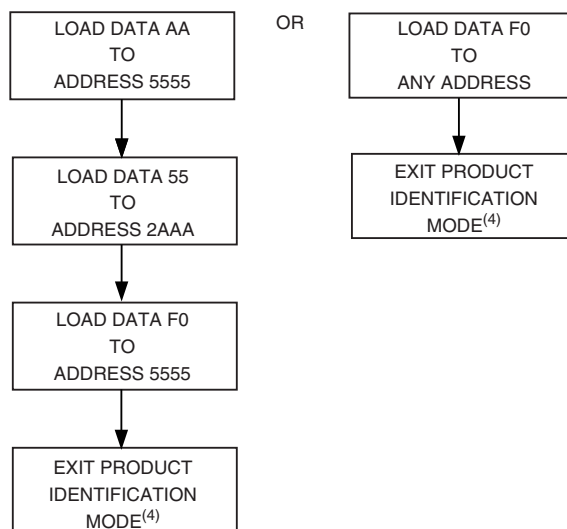 LOAD DATA AA
TO
ADDRESS 5555
LOAD DATA 55
TO
ADDRESS 2AAA
LOAD DATA F0
TO
ADDRESS 5555
EXIT PRODUCT
IDENTIFICATION
MODE(4)
OR
LOAD DATA F0
TO
ANY ADDRESS
EXIT PRODUCT
IDENTIFICATION
MODE(4)